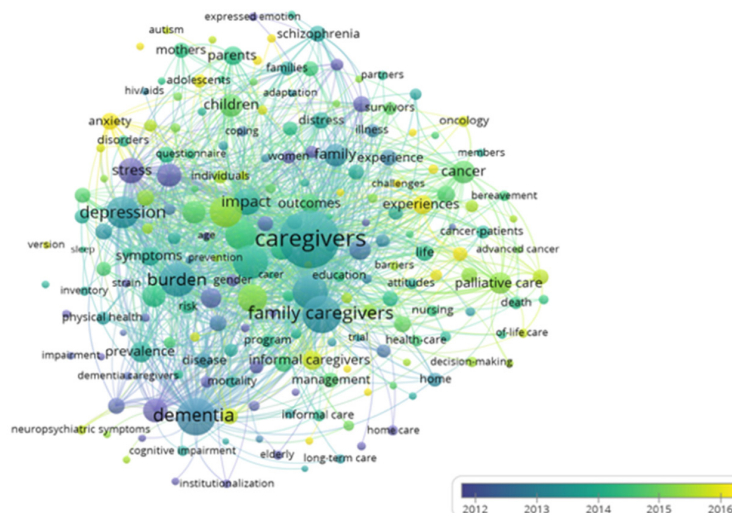 expressed emotion
autism
schizophrenia
mothers
parents
families
partners
adolescents
hiv/aids
adaptation
children
survivors
anxiety
distress
oncology
coping
illness
disorders
questionnaire
women
family
experience
members
stress
individuals
cancer
challenges
bereavement
impact
outcomes
experiences
depression
age
caregivers
cancer-patients
version
sleep
symptoms
prevention
life
advanced cancer
barriers
strain
burden
gender
carer
education
attitudes
palliative care
inventory
risk
death
physical health
family caregivers
nursing
program
trial
health-care
of-life care
impairment
prevalence
disease
informal caregivers
decision-making
dementia caregivers
mortality
management
home
dementia
informal care
neuropsychiatric symptoms
home care
cognitive impairment
elderly
long-term care
institutionalization
2012 2013 2014 2015 2016